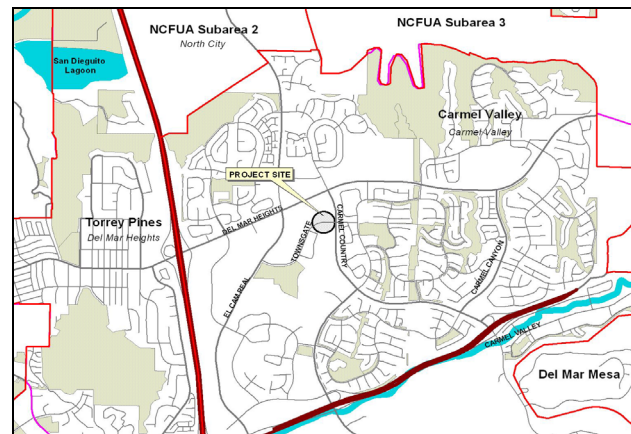 NCFUA Subarea 2
North City
NCFUA Subarea 3
San Dieguito
Lagoon
Carmel Valley
Carmel Valley
PROJECT SITE
Torrey Pines
Del Mar Heights
DEL MAR HEIGHTS
TOWNSGATE
CARMEL COUNTRY
EL CAM REAL
CARMEL CANYON
CARMEL VALLEY
Del Mar Mesa